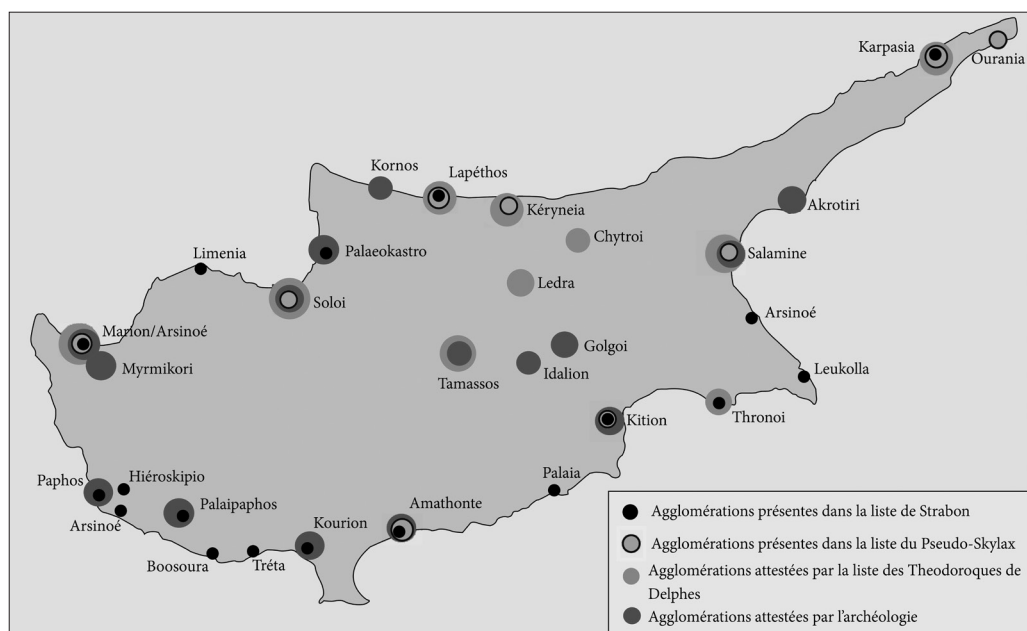 Karpasia
Ourania
Kornos
Lapéthos
Kéryneia
Akrotiri
Chytroi
Limenia
Palaeokastro
Salamine
Ledra
Soloi
Arsinoé
Marion/Arsinoé
Golgoi
Myrmikori
Idalion
Leukolla
Tamassos
Thronoi
Kition
Hiéroskipio
Paphos
Palaia
Palaipaphos
Amathonte
Arsinoé
Kourion
Boosoura
Tréta
Agglomérations présentes dans la liste de Strabon
Agglomérations présentes dans la liste du Pseudo-Skylax
Agglomérations attestées par la liste des Theodoroques de
Delphes
Agglomérations attestées par l'archéologie